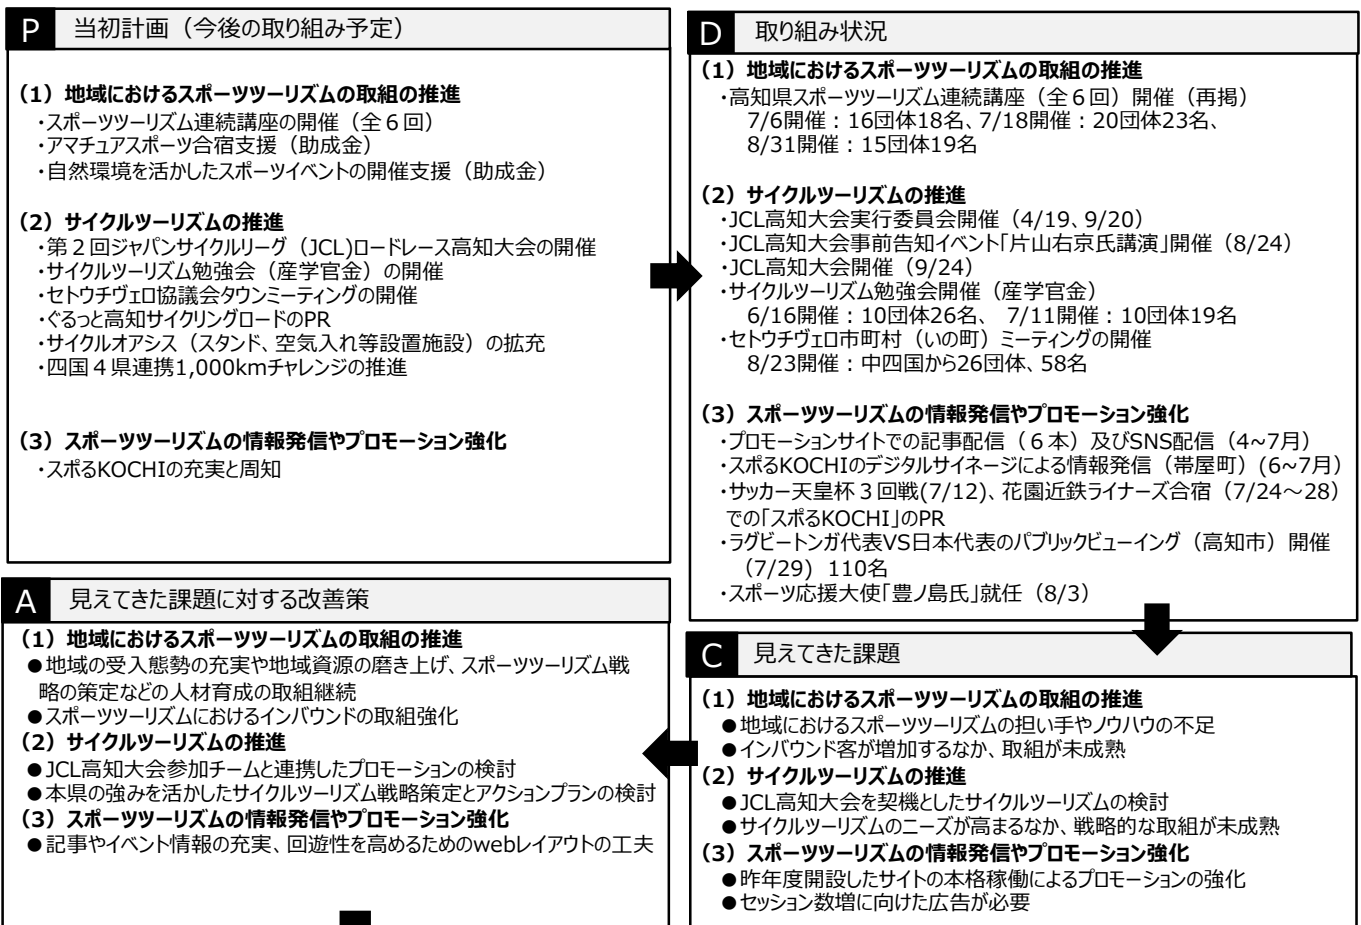 P 当初計画（今後の取り組み予定）
（1）地域におけるスポーツツーリズムの取組の推進
・スポーツツーリズム連続講座の開催（全６回）
・アマチュアスポーツ合宿支援（助成金）
・自然環境を活かしたスポーツイベントの開催支援（助成金）
（2）サイクルツーリズムの推進
・第２回ジャパンサイクルリーグ（JCL)ロードレース高知大会の開催
・サイクルツーリズム勉強会（産学官金）の開催
・セトウチヴェロ協議会タウンミーティングの開催
・ぐるっと高知サイクリングロードのPR
・サイクルオアシス（スタンド、空気入れ等設置施設）の拡充
・四国４県連携1,000kmチャレンジの推進
（3）スポーツツーリズムの情報発信やプロモーション強化
・スポるKOCHIの充実と周知
D 取り組み状況
（1）地域におけるスポーツツーリズムの取組の推進
・高知県スポーツツーリズム連続講座（全６回）開催（再掲）
7/6開催：16団体18名、7/18開催：20団体23名、
8/31開催：15団体19名
（2）サイクルツーリズムの推進
・JCL高知大会実行委員会開催（4/19、9/20）
・JCL高知大会事前告知イベント「片山右京氏講演」開催（8/24）
・JCL高知大会開催（9/24）
・サイクルツーリズム勉強会開催（産学官金）
6/16開催：10団体26名、 7/11開催：10団体19名
・セトウチヴェロ市町村（いの町）ミーティングの開催
8/23開催：中四国から26団体、58名
（3）スポーツツーリズムの情報発信やプロモーション強化
・プロモーションサイトでの記事配信（６本）及びSNS配信（4~7月）
・スポるKOCHIのデジタルサイネージによる情報発信（帯屋町）(6~7月）
・サッカー天皇杯３回戦(7/12)、花園近鉄ライナーズ合宿（7/24～28）
での「スポるKOCHI」のPR
・ラグビートンガ代表VS日本代表のパブリックビューイング（高知市）開催
（7/29） 110名
・スポーツ応援大使「豊ノ島氏」就任（8/3）
C 見えてきた課題
（1）地域におけるスポーツツーリズムの取組の推進
●地域におけるスポーツツーリズムの担い手やノウハウの不足
●インバウンド客が増加するなか、取組が未成熟
（2）サイクルツーリズムの推進
●JCL高知大会を契機としたサイクルツーリズムの検討
●サイクルツーリズムのニーズが高まるなか、戦略的な取組が未成熟
（3）スポーツツーリズムの情報発信やプロモーション強化
●昨年度開設したサイトの本格稼働によるプロモーションの強化
●セッション数増に向けた広告が必要
A 見えてきた課題に対する改善策
（1）地域におけるスポーツツーリズムの取組の推進
●地域の受入態勢の充実や地域資源の磨き上げ、スポーツツーリズム戦
略の策定などの人材育成の取組継続
●スポーツツーリズムにおけるインバウンドの取組強化
（2）サイクルツーリズムの推進
●JCL高知大会参加チームと連携したプロモーションの検討
●本県の強みを活かしたサイクルツーリズム戦略策定とアクションプランの検討
（3）スポーツツーリズムの情報発信やプロモーション強化
●記事やイベント情報の充実、回遊性を高めるためのwebレイアウトの工夫